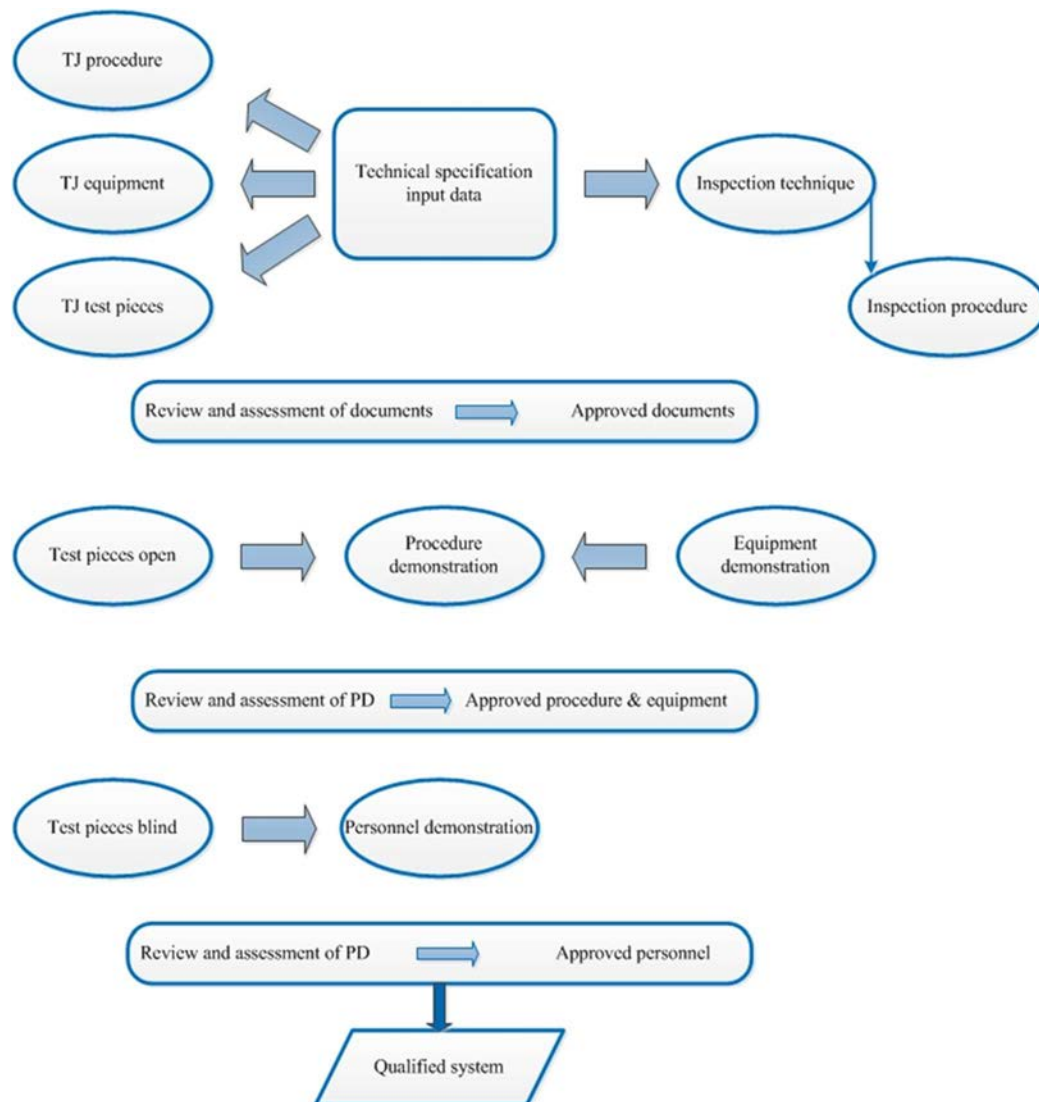 TJ procedure
TJ equipment
Technical specification
input data
Inspection technique
TJ test pieces
Inspection procedure
Review and assessment of documents
Approved documents
Test pieces open
Procedure
demonstration
Equipment
demonstration
Review and assessment of PD
Approved procedure & equipment
Test pieces blind
Personnel demonstration
Review and assessment of PD
Approved personnel
Qualified system